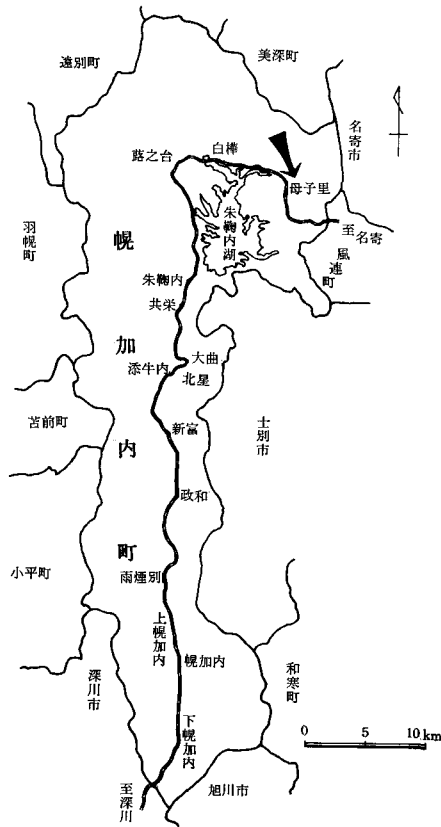 遠別町
美深町
名寄市
白樺
蕗之台
母子里
至名寄
風連町
朱鞠内湖
羽幌町
幌加内町
朱鞠内
共栄
大曲
添牛内
北星
苫前町
新富
士別市
政和
小平町
雨煙別
上幌加内
幌加内
深川市
和寒町
下幌加内
0 5 10 km
旭川市
至深川